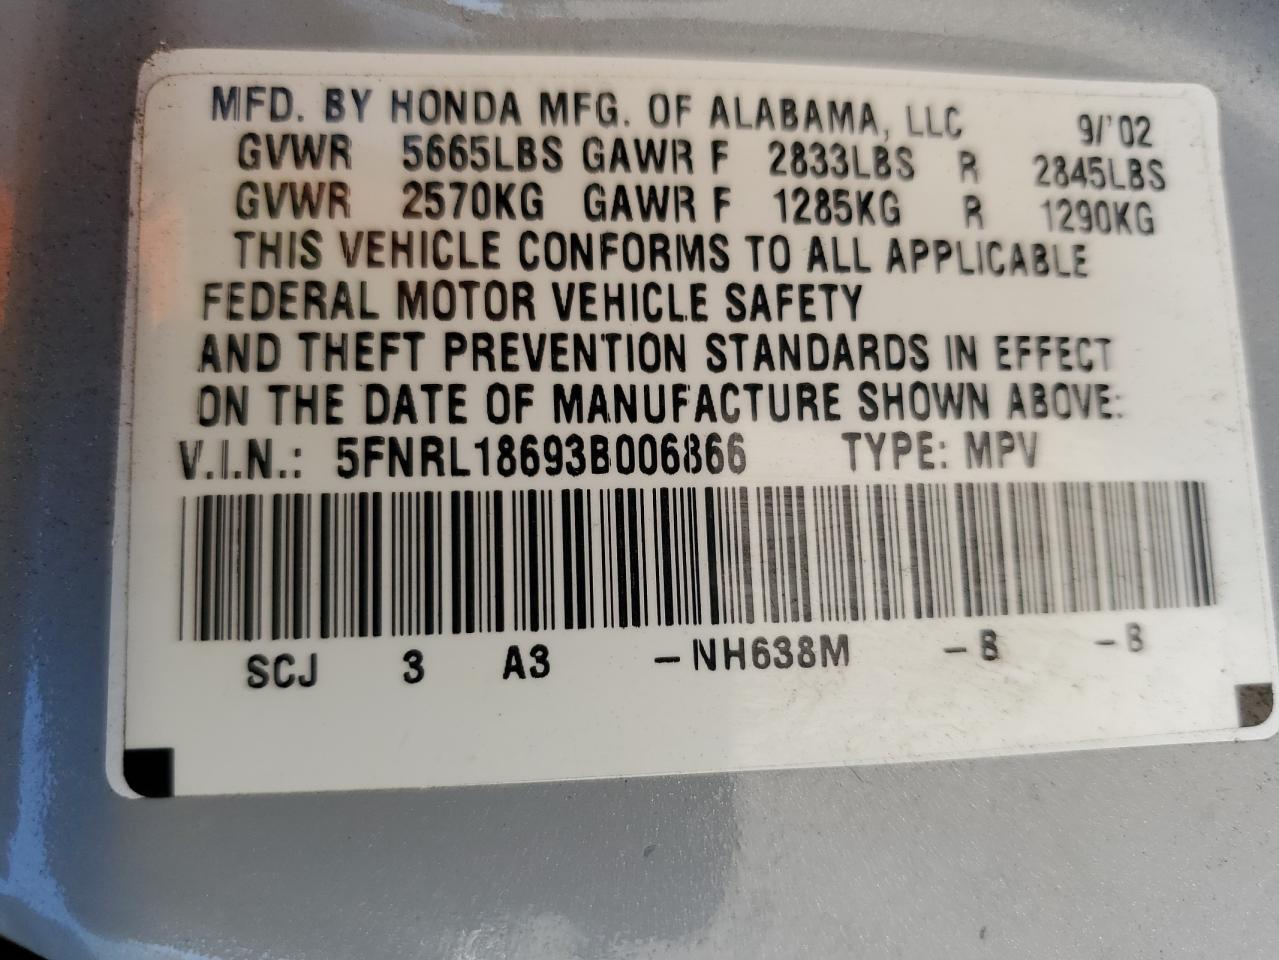 MFD. BY HONDA MFG. OF ALABAMA, LLC 9/'02
GVWR 5665LBS GAWR F 2833LBS R 2845LBS
GVWR 2570KG GAWR F 1285KG R 1290KG
THIS VEHICLE CONFORMS TO ALL APPLICABLE
FEDERAL MOTOR VEHICLE SAFETY
AND THEFT PREVENTION STANDARDS IN EFFECT
ON THE DATE OF MANUFACTURE SHOWN ABOVE:
V.I.N.: 5FNRL18693B006866 TYPE: MPV
SCJ 3 A3 -NH638M -B -B